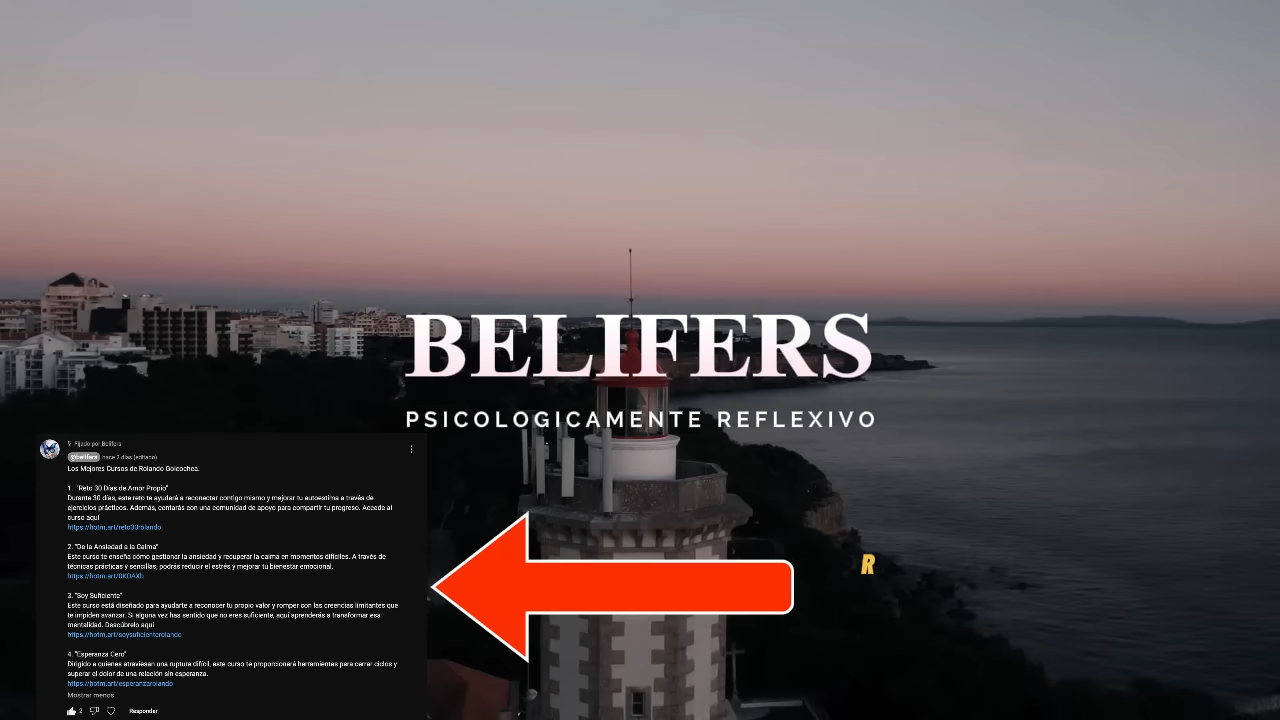 BELIFERS
PSICOLOGICAMENTE REFLEXIVO
Fijado por Belifers
@belifers hace 2 días (editado)
Los Mejores Cursos de Rolando Goicochea.
1. "Reto 30 Días de Amor Propio"
Durante 30 días, este reto te ayudará a reconectar contigo mismo y mejorar tu autoestima a través de
ejercicios prácticos. Además, contarás con una comunidad de apoyo para compartir tu progreso. Accede al
curso aquí
https://hotm.art/reto30rolando
2. "De la Ansiedad a la Calma"
Este curso te enseña cómo gestionar la ansiedad y recuperar la calma en momentos difíciles. A través de
técnicas prácticas y sencillas, podrás reducir el estrés y mejorar tu bienestar emocional.
https://hotm.art/0KOAXb
3. "Soy Suficiente"
Este curso está diseñado para ayudarte a reconocer tu propio valor y romper con las creencias limitantes que
te impiden avanzar. Si alguna vez has sentido que no eres suficiente, aquí aprenderás a transformar esa
mentalidad. Descúbrelo aquí
https://hotm.art/soysuficienterolando
4. "Esperanza Cero"
Dirigido a quienes atraviesan una ruptura difícil, este curso te proporcionará herramientas para cerrar ciclos y
superar el dolor de una relación sin esperanza.
https://hotm.art/esperanzarolando
Mostrar menos
2 Responder
R